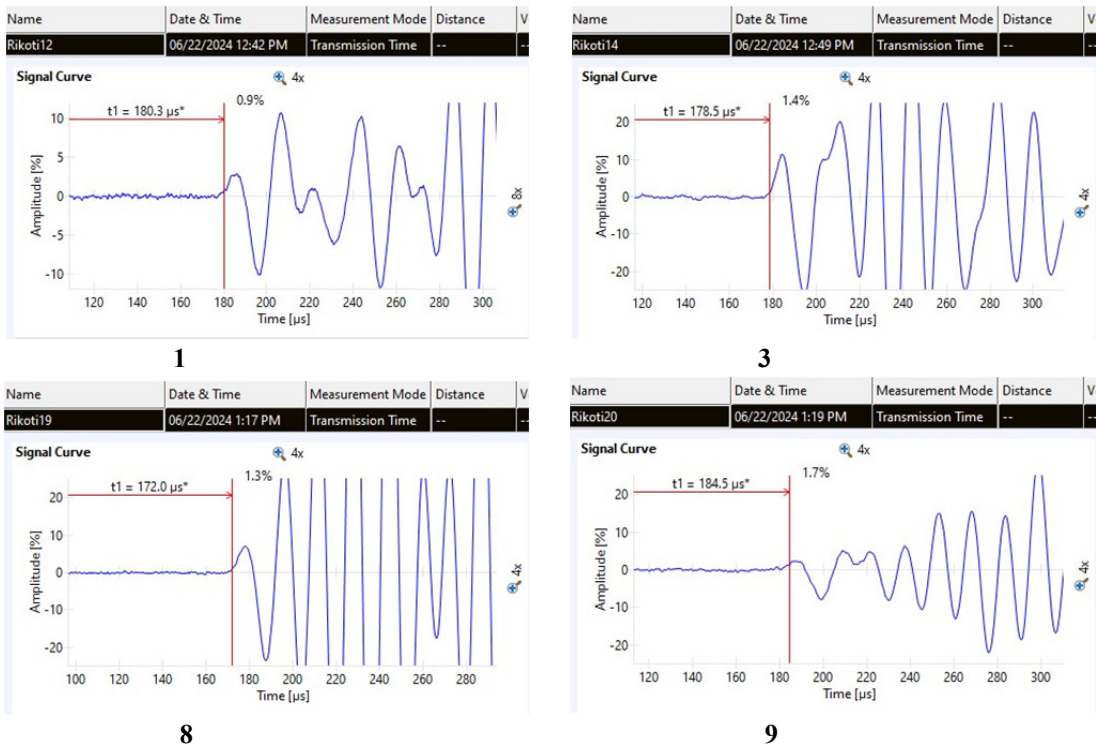 Name Date & Time Measurement Mode Distance V
Rikoti12 06/22/2024 12:42 PM Transmission Time -- --
Signal Curve 4x
0.9%
t1 = 180.3 µs*
10
5
0
-5
-10
Amplitude [%]
8x
120 140 160 180 200 220 240 260 280 300
Time [µs]
1
Name Date & Time Measurement Mode Distance V
Rikoti14 06/22/2024 12:49 PM Transmission Time -- --
Signal Curve 4x
1.4%
t1 = 178.5 µs*
20
10
0
-10
-20
Amplitude [%]
4x
120 140 160 180 200 220 240 260 280 300
Time [µs]
3
Name Date & Time Measurement Mode Distance V
Rikoti19 06/22/2024 1:17 PM Transmission Time -- --
Signal Curve 4x
1.3%
t1 = 172.0 µs*
20
10
0
-10
-20
Amplitude [%]
4x
100 120 140 160 180 200 220 240 260 280
Time [µs]
8
Name Date & Time Measurement Mode Distance V
Rikoti20 06/22/2024 1:19 PM Transmission Time -- --
Signal Curve 4x
1.7%
t1 = 184.5 µs*
20
10
0
-10
-20
Amplitude [%]
4x
120 140 160 180 200 220 240 260 280 300
Time [µs]
9